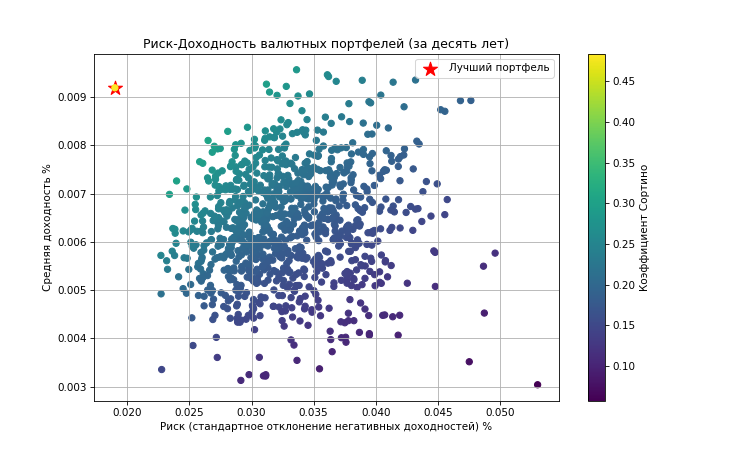 Риск-Доходность валютных портфелей (за десять лет)
Лучший портфель
0.009
0.008
0.007
0.006
0.005
0.004
0.003
Средняя доходность %
0.020 0.025 0.030 0.035 0.040 0.045 0.050
Риск (стандартное отклонение негативных доходностей) %
0.45
0.40
0.35
0.30
0.25
0.20
0.15
0.10
Коэффициент Сортино